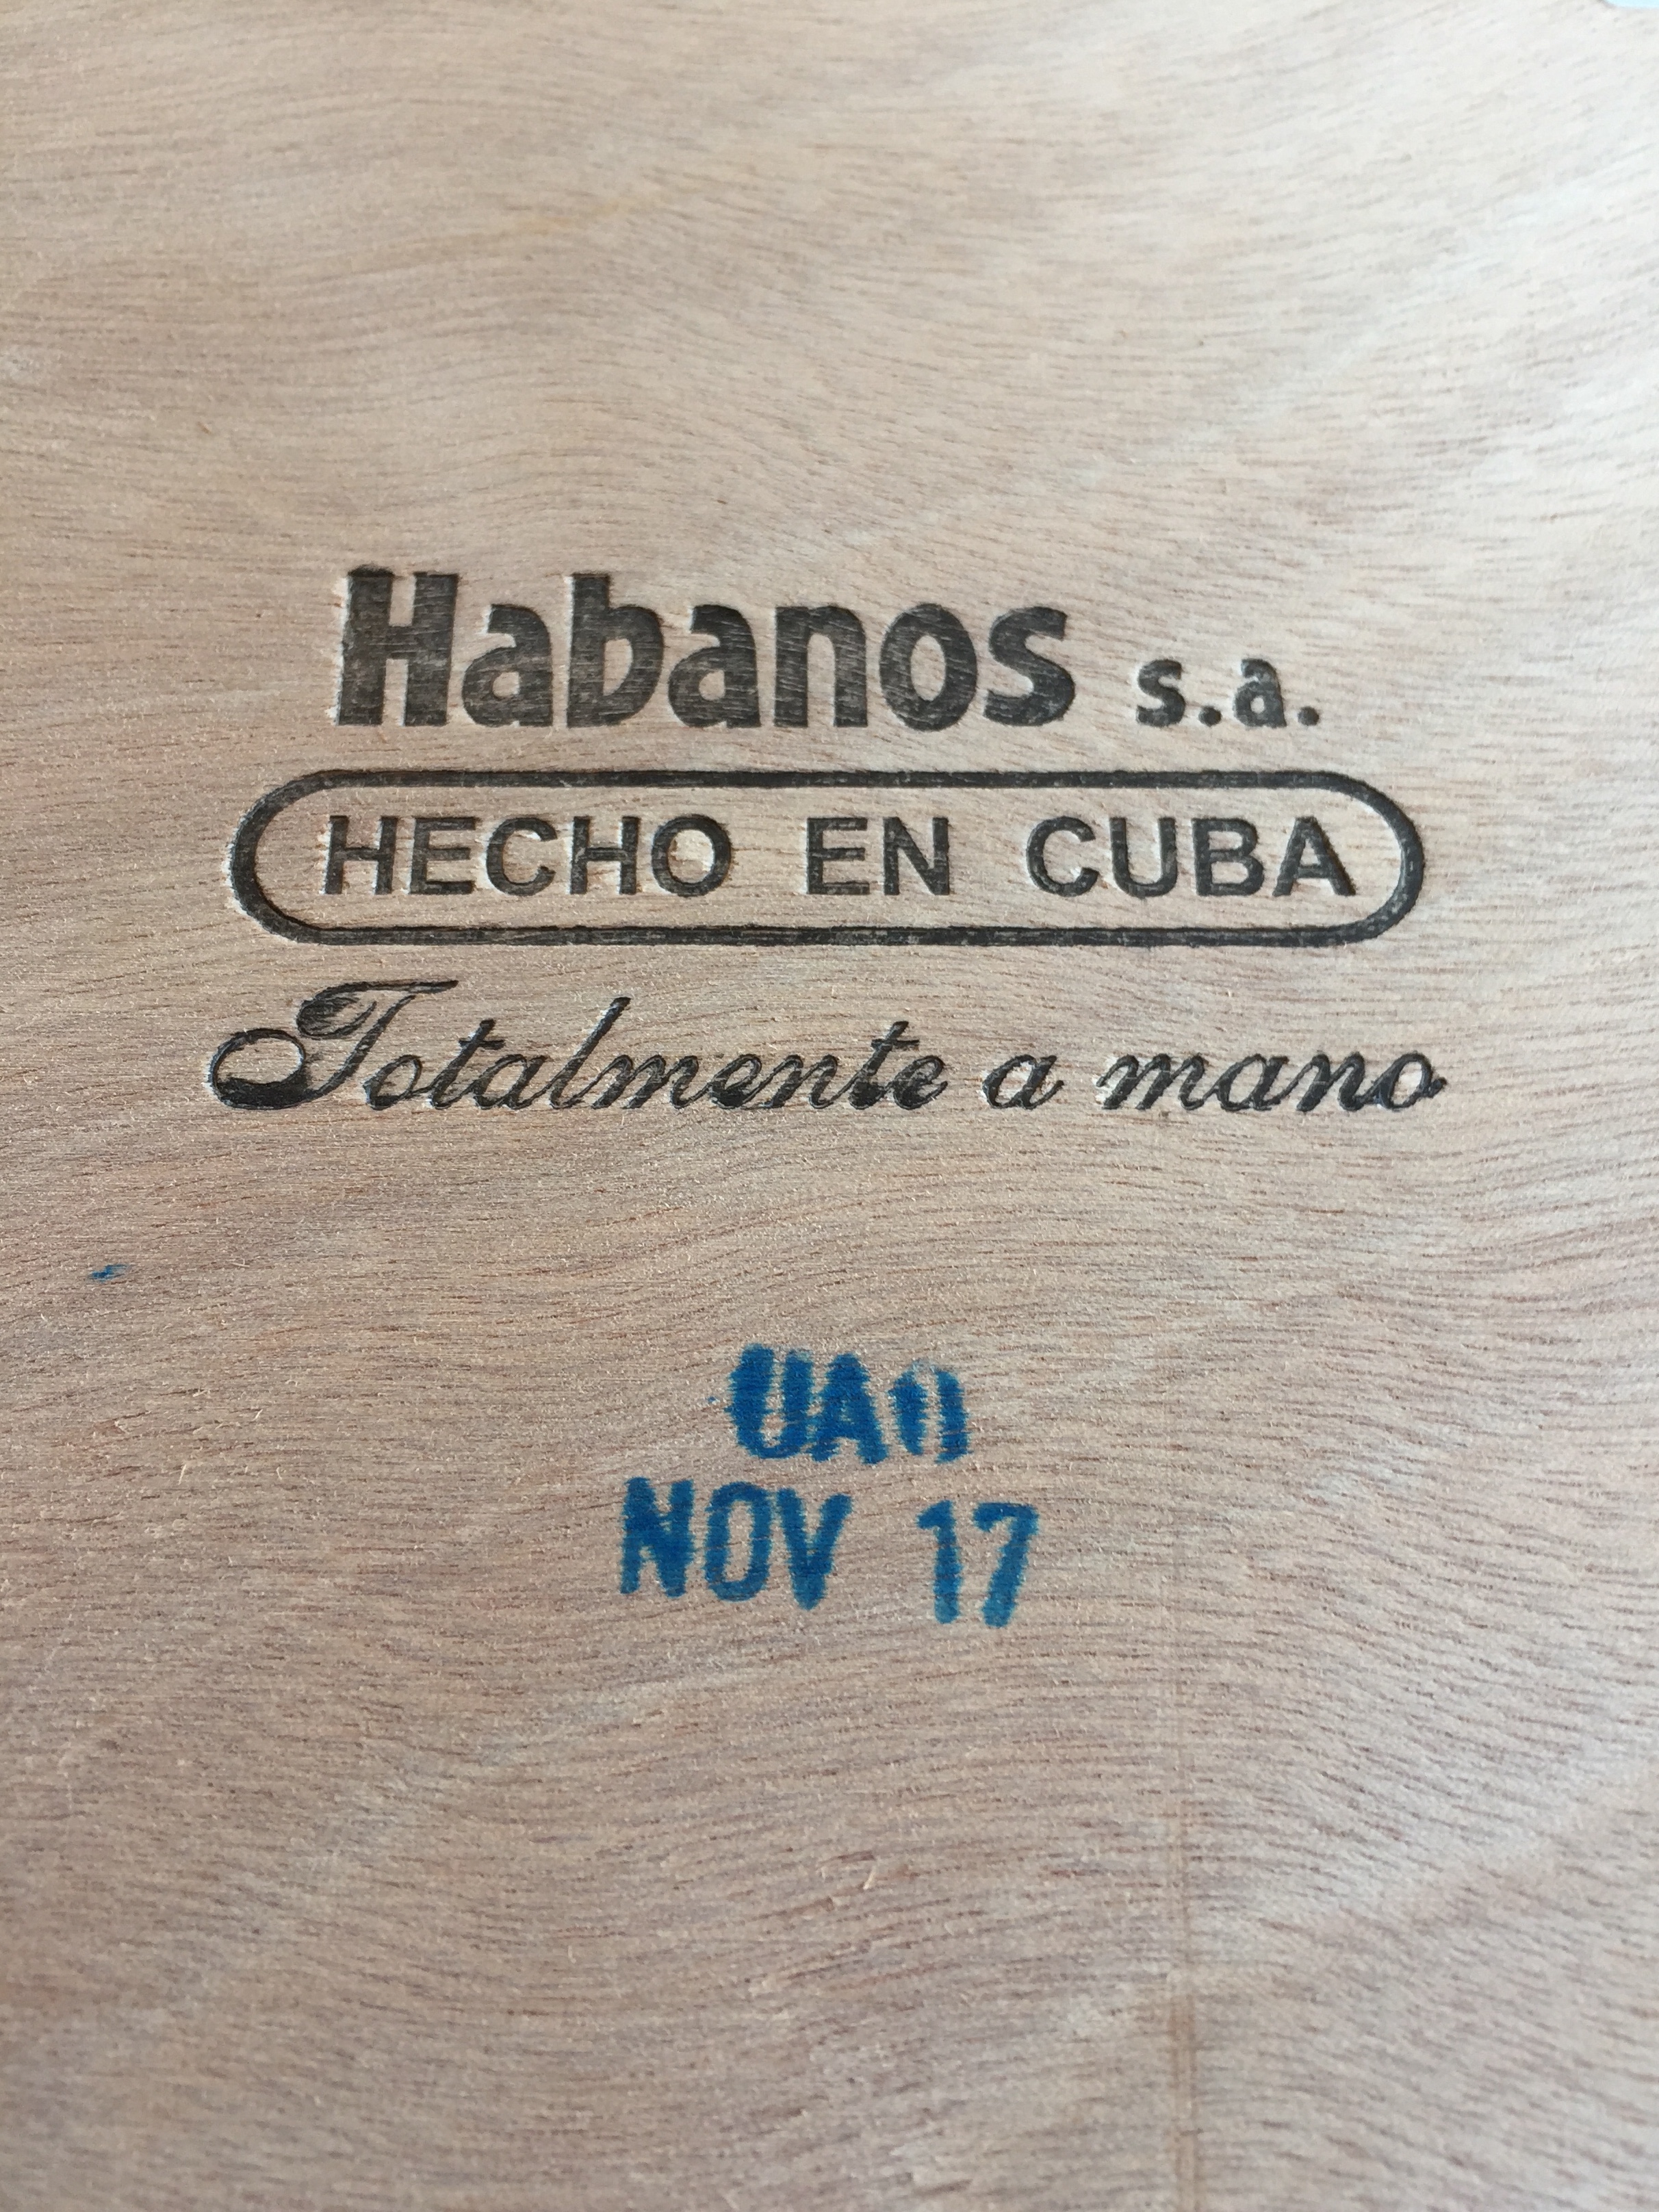 Habanos s.a.
HECHO EN CUBA
Totalmente a mano
UAO
NOV 17